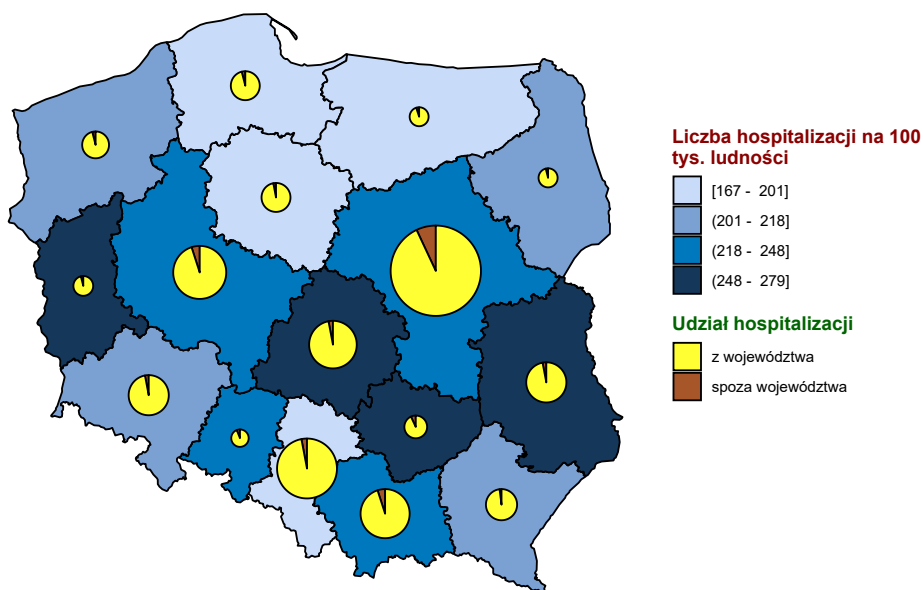 Liczba hospitalizacji na 100
tys. ludności
[167 - 201]
(201 - 218]
(218 - 248]
(248 - 279]
Udział hospitalizacji
z województwa
spoza województwa